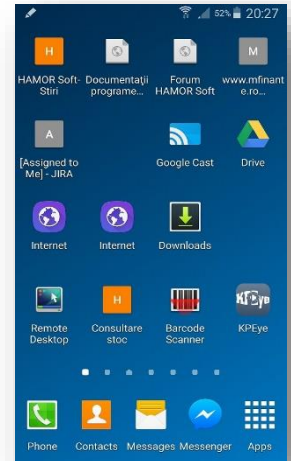 52% 20:27
H M
HAMOR Soft- Documentaţii Forum www.mfinant
Stiri programe... HAMOR Soft e.ro...
A
[Assigned to Google Cast Drive
Me] - JIRA
Internet Internet Downloads
H KPEye
Remote Consultare Barcode KPEye
Desktop stoc Scanner
Phone Contacts Messages Messenger Apps